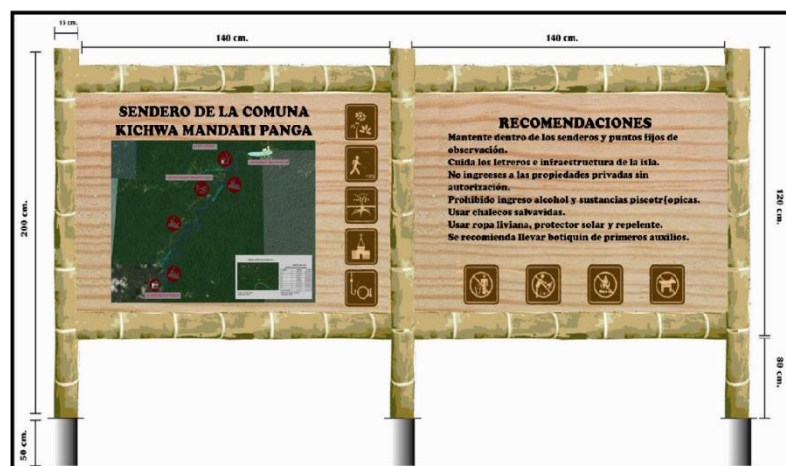 15 cm.
140 cm.
140 cm.
200 cm.
50 cm.
SENDERO DE LA COMUNA
KICHWA MANDARI PANGA
RECOMENDACIONES
Mantente dentro de los senderos y puntos fijos de
observación.
Cuida los letreros e infraestructura de la isla.
No ingreeses a las propiedades privadas sin
autorización.
Prohibido ingreso alcohol y sustancias piscotr{opicas.
Usar chalecos salvavidas.
Usar ropa liviana, protector solar y repelente.
Se recomienda llevar botiquin de primeros auxilios.
120 cm.
80 cm.